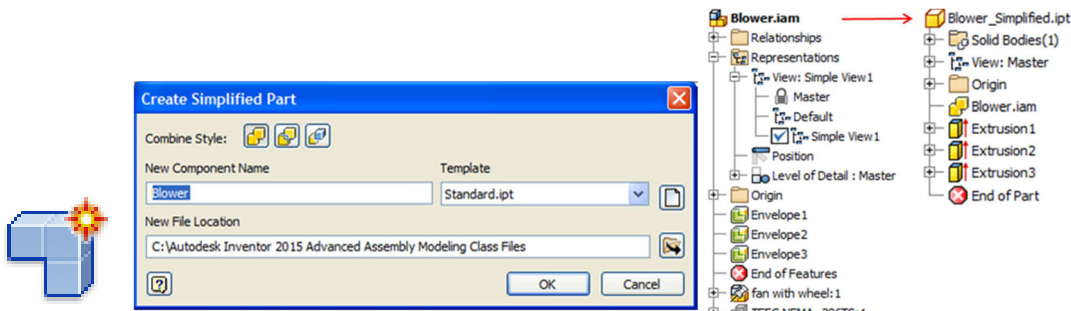 Create Simplified Part
Combine Style:
New Component Name
Template
Blower
Standard.ipt
New File Location
C:\Autodesk Inventor 2015 Advanced Assembly Modeling Class Files
OK
Cancel
Blower.iam
Relationships
Representations
View: Simple View1
Master
Default
Simple View1
Position
Level of Detail : Master
Origin
Envelope1
Envelope2
Envelope3
End of Features
fan with wheel:1
Blower_Simplified.ipt
Solid Bodies(1)
View: Master
Origin
Blower.iam
Extrusion1
Extrusion2
Extrusion3
End of Part